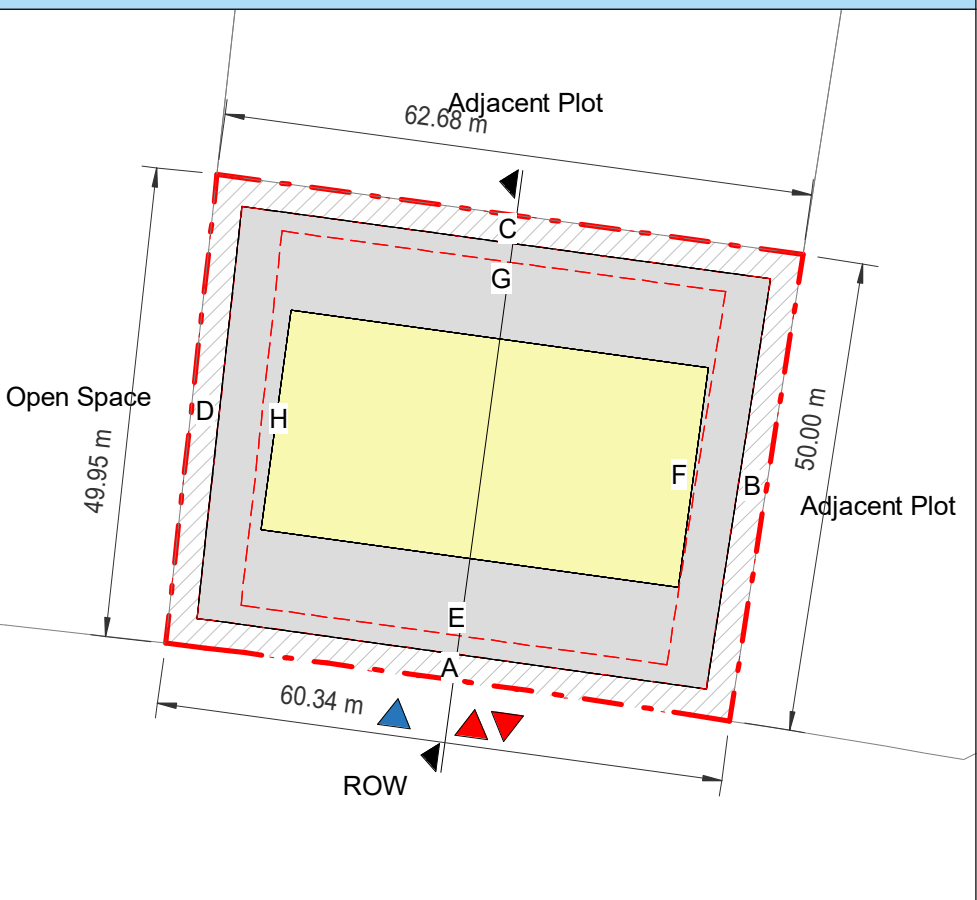 Adjacent Plot
62.68 m
C
G
Open Space
D
H
49.95 m
50.00 m
F
B
Adjacent Plot
E
A
60.34 m
ROW